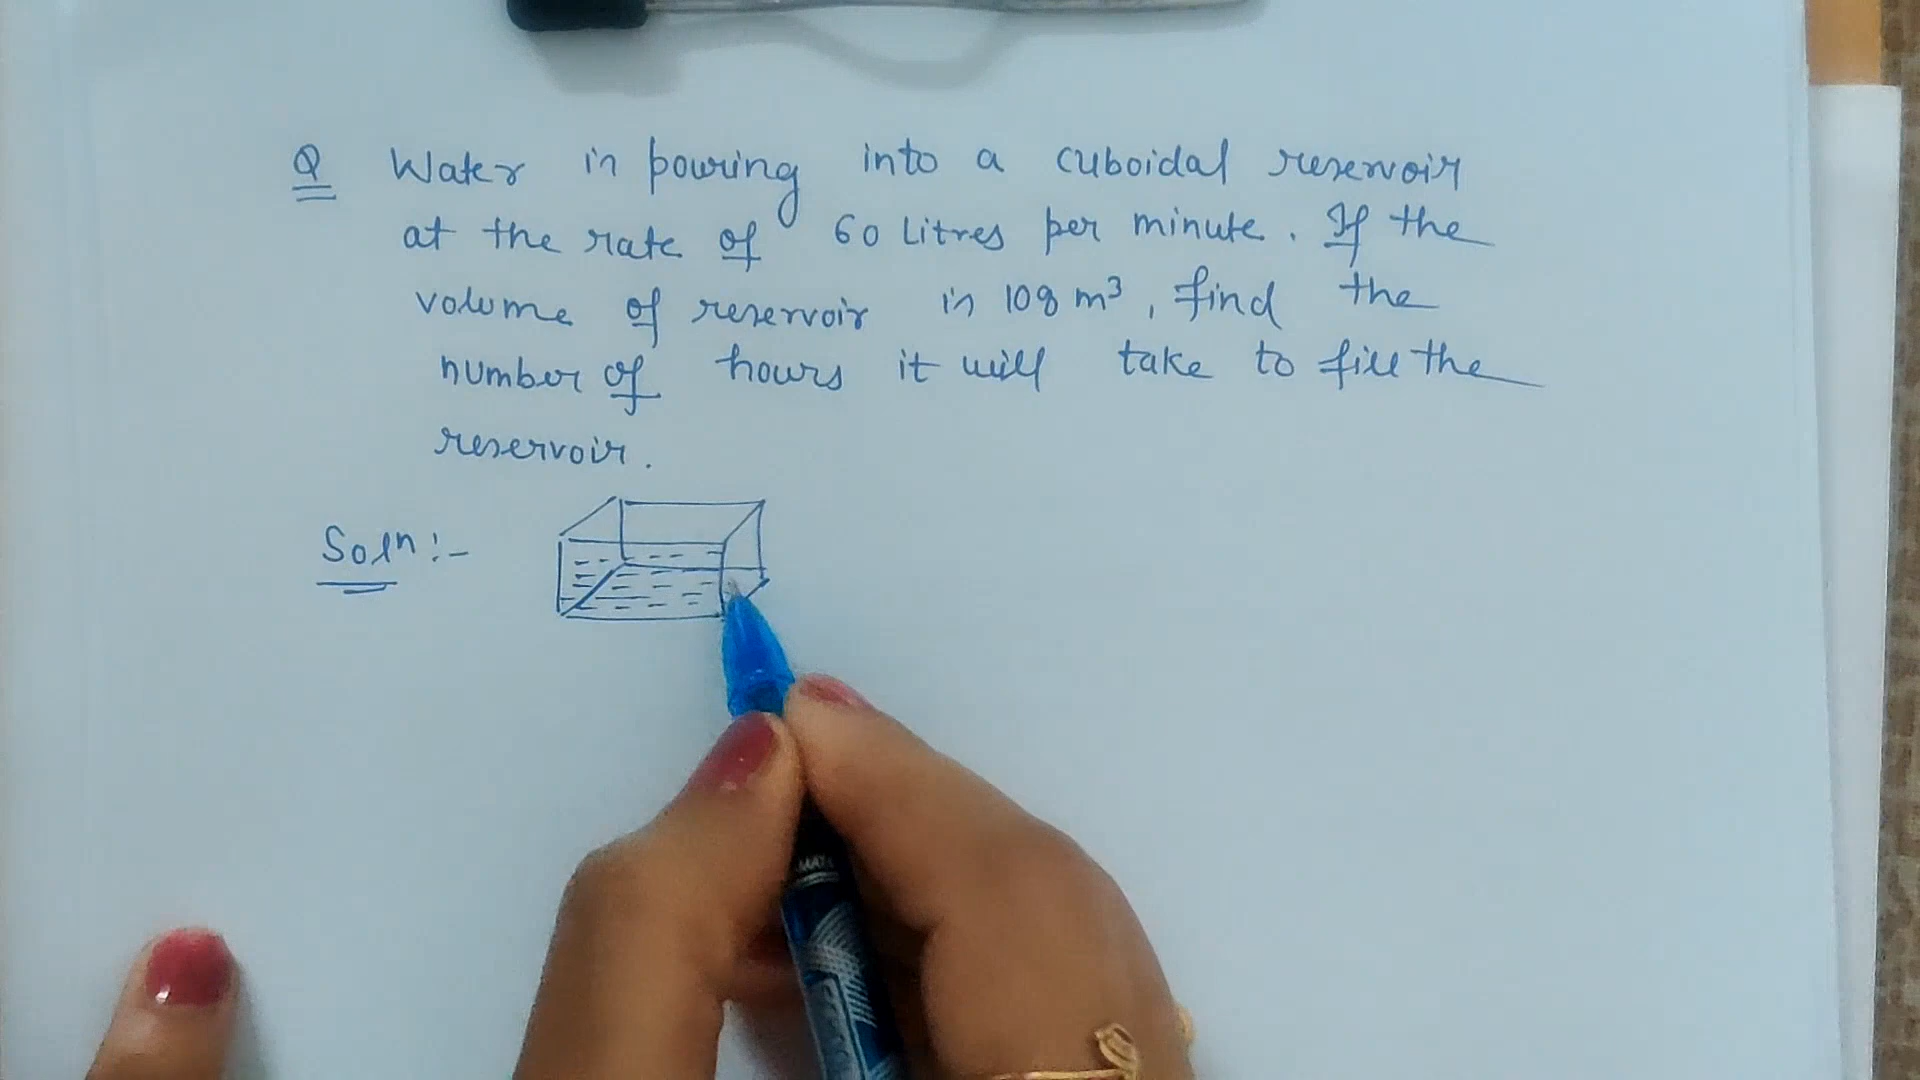 Q Water is pouring into a cuboidal reservoir
at the rate of 60 Litres per minute. If the
volume of reservoir is 108 m³, find the
number of hours it will take to fill the
reservoir.
Soln:-